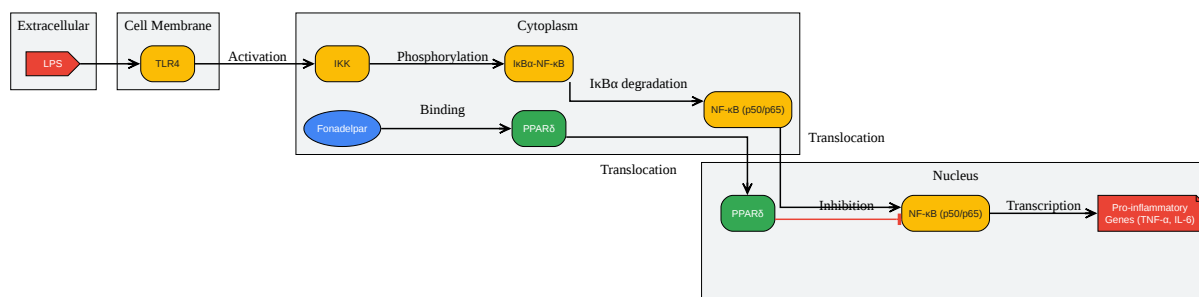 Extracellular
Cell Membrane
Cytoplasm
LPS
TLR4
Activation
IKK
Phosphorylation
IκBα-NF-κB
IκBα degradation
NF-κB (p50/p65)
Fonadelpar
Binding
PPARδ
Translocation
Translocation
Nucleus
PPARδ
Inhibition
NF-κB (p50/p65)
Transcription
Pro-inflammatory
Genes (TNF-α, IL-6)